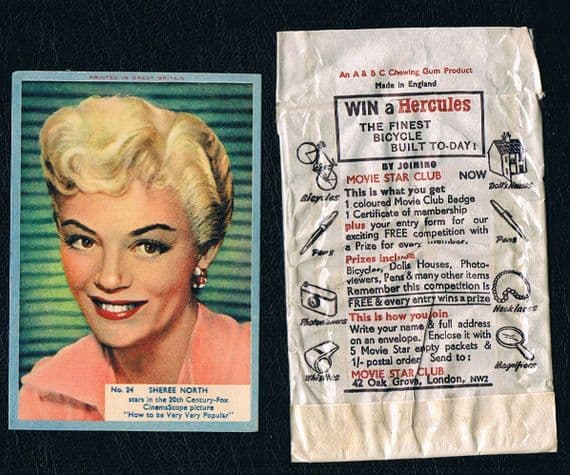 PRINTED IN GREAT BRITAIN
No. 24 SHEREE NORTH
stars in the 20th Century-Fox
CinemaScope picture
"How to be Very Very Popular"
An A & B C Chewing Gum Product
Made in England
WIN a Hercules
THE FINEST
BICYCLE
BUILT TO-DAY!
BY JOINING
MOVIE STAR CLUB NOW
This is what you get
1 coloured Movie Club Badge
1 Certificate of membership
plus your entry form for our
exciting FREE competition with
a Prize for every member.
Prizes include
Bicycles, Dolls Houses, Photo-
viewers, Pens & many other items
Remember this competition is
FREE & every entry wins a prize
This is how you join
Write your name & full address
on an envelope. Enclose it with
5 Movie Star empty packets &
1/- postal order Send to:
MOVIE STAR CLUB
42 Oak Grove, London, NW2
Bicycles
Pens
Photoviewers
Whistles
Dolls Houses
Pens
Necklaces
Magnifiers